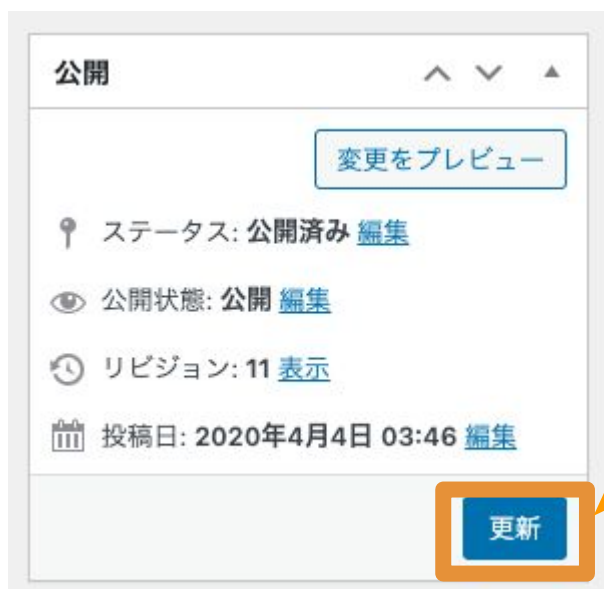 公開
変更をプレビュー
ステータス: 公開済み 編集
公開状態: 公開 編集
リビジョン: 11 表示
投稿日: 2020年4月4日 03:46 編集
更新